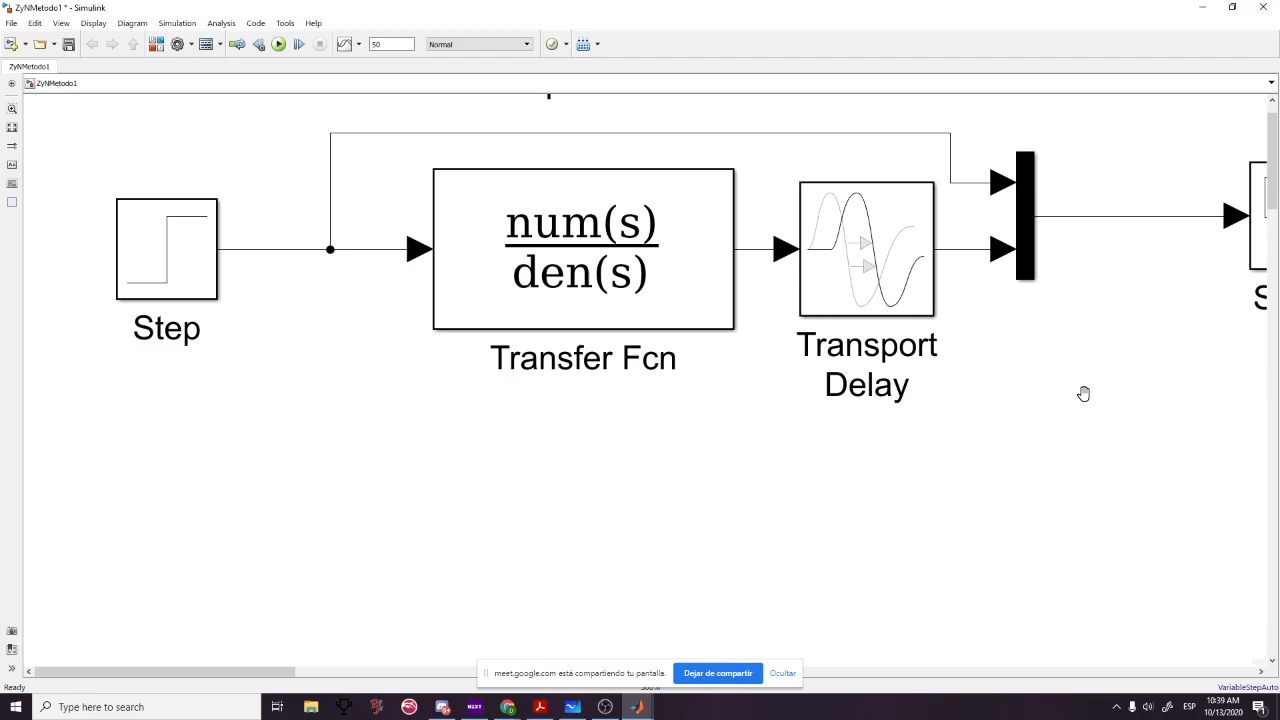 ZyNMetodo1 * - Simulink
File Edit View Display Diagram Simulation Analysis Code Tools Help
50 Normal
ZyNMetodo1
ZyNMetodo1
num(s)
den(s)
Step
Transfer Fcn
Transport
Delay
meet.google.com está compartiendo tu pantalla. Dejar de compartir Ocultar
Ready VariableStepAuto
Type here to search
ESP
10:39 AM
10/13/2020